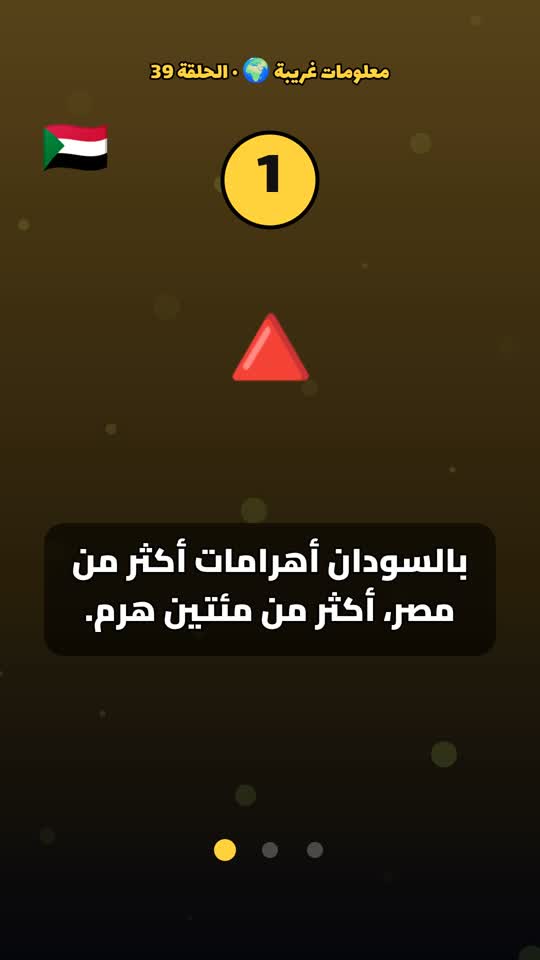 معلومات غريبة 🌍 • الحلقة 39
1
بالسودان أهرامات أكثر من
مصر، أكثر من مئتين هرم.